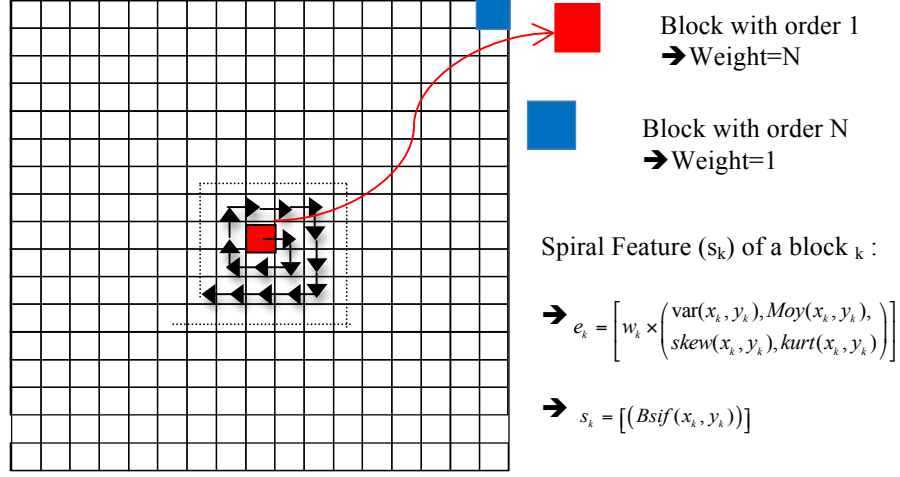 Block with order 1
➔ Weight=N
Block with order N
➔ Weight=1
Spiral Feature (sₖ) of a block ₖ :
➔ eₖ = [wₖ × (var(xₖ, yₖ), Moy(xₖ, yₖ),
skew(xₖ, yₖ), kurt(xₖ, yₖ))]
➔ sₖ = [(Bsif(xₖ, yₖ))]